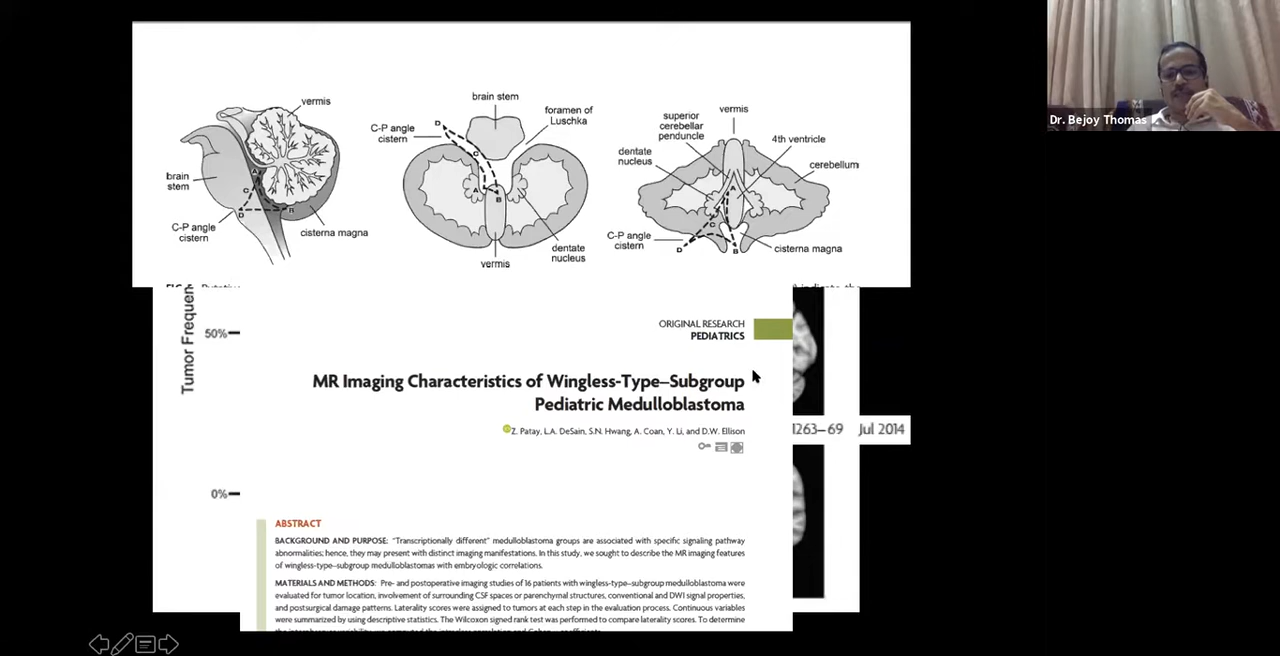 vermis
brain
stem
C-P angle
cistern
cisterna magna
A
C
D
B
brain stem
foramen of
Luschka
C-P angle
cistern
D
C
A
B
dentate
nucleus
vermis
vermis
superior
cerebellar
penduncle
4th ventricle
dentate
nucleus
cerebellum
A
C
C-P angle
cistern
D
B
cisterna magna
Dr. Bejoy Thomas
Tumor Frequen
50%
0%
ORIGINAL RESEARCH
PEDIATRICS
MR Imaging Characteristics of Wingless-Type–Subgroup
Pediatric Medulloblastoma
Z. Patay, L.A. DeSain, S.N. Hwang, A. Coan, Y. Li, and D.W. Ellison
1263–69 Jul 2014
ABSTRACT
BACKGROUND AND PURPOSE: “Transcriptionally different” medulloblastoma groups are associated with specific signaling pathway
abnormalities; hence, they may present with distinct imaging manifestations. In this study, we sought to describe the MR imaging features
of wingless-type–subgroup medulloblastomas with embryologic correlations.
MATERIALS AND METHODS: Pre- and postoperative imaging studies of 16 patients with wingless-type–subgroup medulloblastoma were
evaluated for tumor location, involvement of surrounding CSF spaces or parenchymal structures, conventional and DWI signal properties,
and postsurgical damage patterns. Laterality scores were assigned to tumors at each step in the evaluation process. Continuous variables
were summarized by using descriptive statistics. The Wilcoxon signed rank test was performed to compare laterality scores. To determine